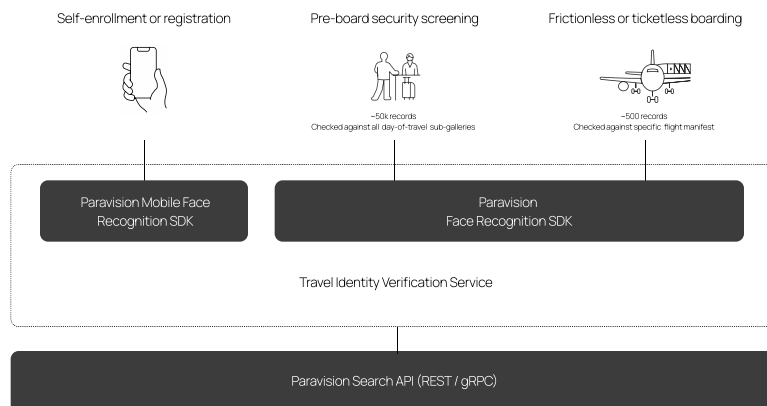 Self-enrollment or registration
Pre-board security screening
Frictionless or ticketless boarding
~50k records
Checked against all day-of-travel sub-galleries
~500 records
Checked against specific flight manifest
Paravision Mobile Face
Recognition SDK
Paravision
Face Recognition SDK
Travel Identity Verification Service
Paravision Search API (REST / gRPC)